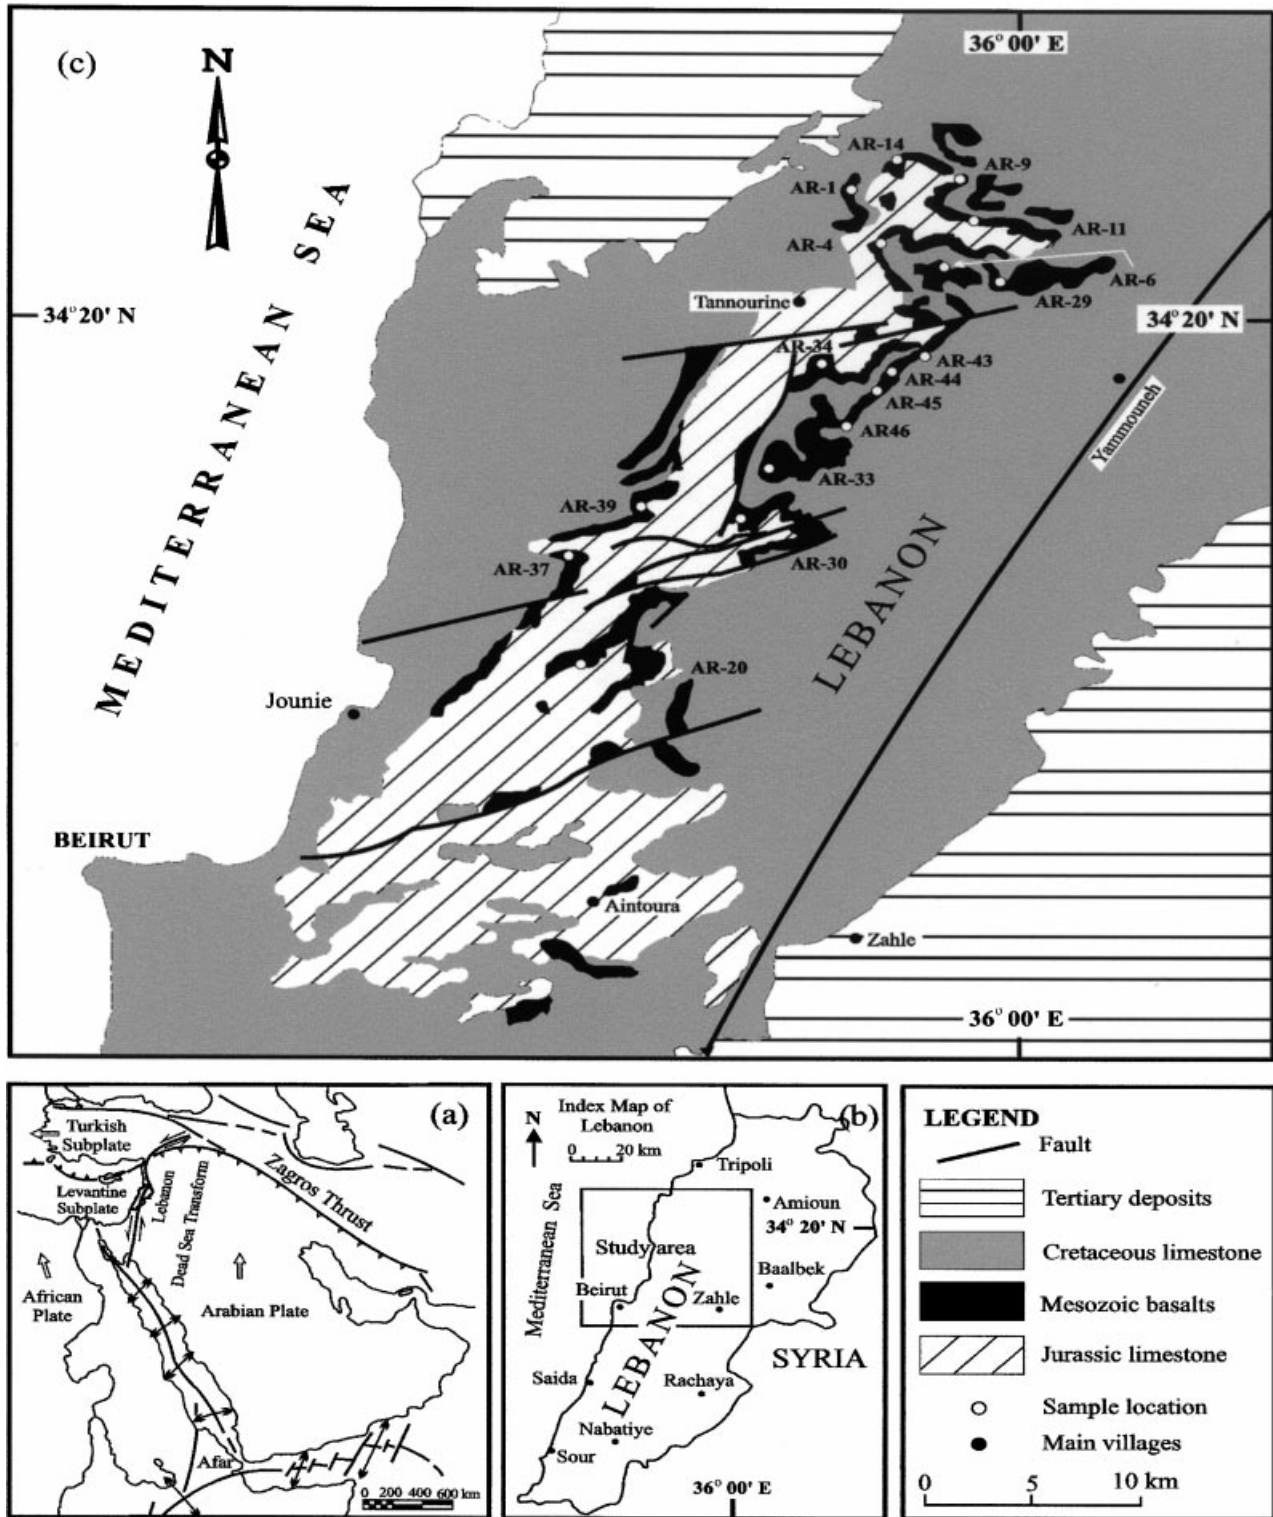 (c)
N
36° 00' E
MEDITERRANEAN SEA
AR-14
AR-9
AR-1
AR-11
AR-4
AR-6
AR-29
Tannourine
34° 20' N
34° 20' N
AR-34
AR-43
AR-44
AR-45
AR46
Yammouneh
AR-33
AR-39
AR-37
AR-30
LEBANON
AR-20
Jounie
BEIRUT
Aintoura
Zahle
36° 00' E
(a)
Turkish
Subplate
Levantine
Subplate
Lebanon
Dead Sea Transform
Zagros Thrust
African
Plate
Arabian Plate
Afar
0 200 400 600 km
(b)
Index Map of
Lebanon
N
0 20 km
Tripoli
Mediterranean Sea
Amioun
34° 20' N
Study area
Baalbek
Beirut
Zahle
LEBANON
SYRIA
Saida
Rachaya
Nabatiye
Sour
36° 00' E
LEGEND
Fault
Tertiary deposits
Cretaceous limestone
Mesozoic basalts
Jurassic limestone
Sample location
Main villages
0 5 10 km